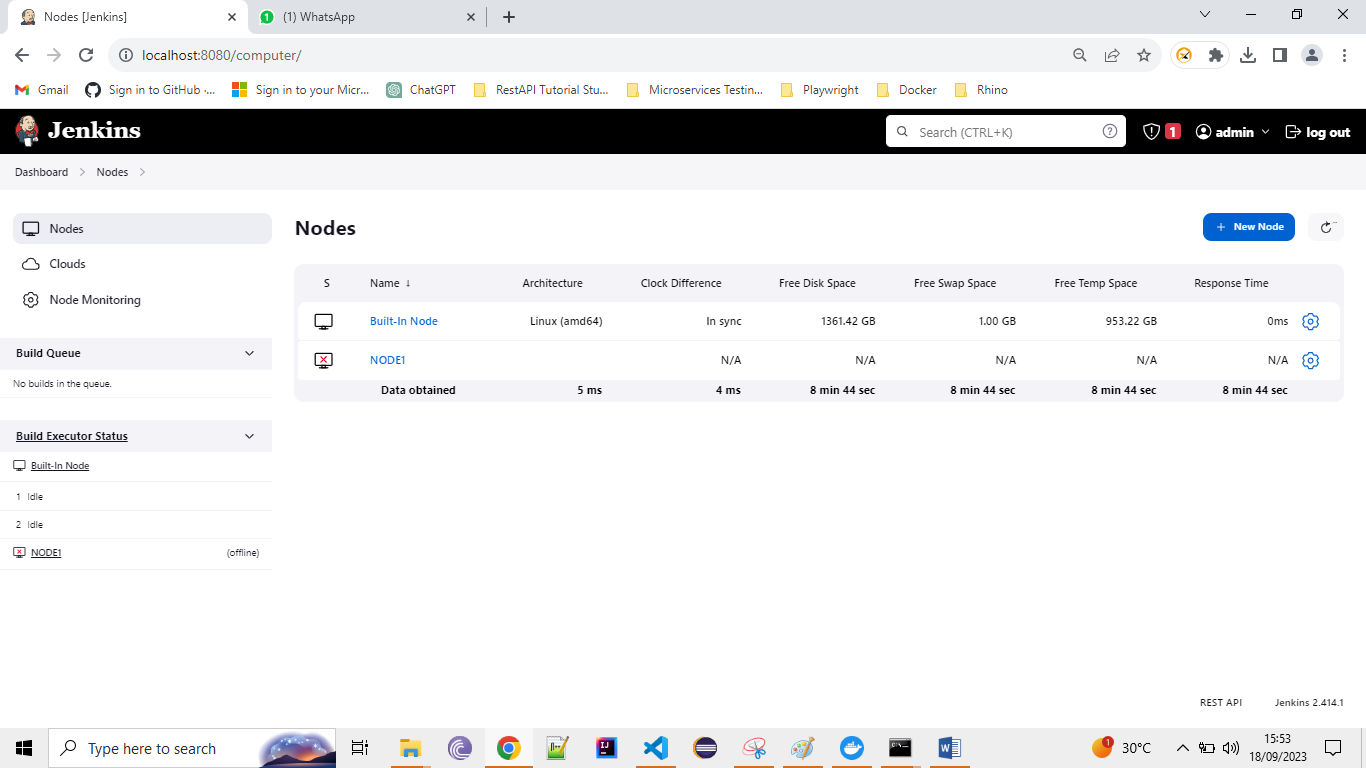 Nodes [Jenkins]
(1) WhatsApp
localhost:8080/computer/
Gmail
Sign in to GitHub ·...
Sign in to your Micr...
ChatGPT
RestAPI Tutorial Stu...
Microservices Testin...
Playwright
Docker
Rhino
Jenkins
Search (CTRL+K)
1
admin
log out
Dashboard
Nodes
Nodes
Clouds
Node Monitoring
Build Queue
No builds in the queue.
Build Executor Status
Built-In Node
1 Idle
2 Idle
NODE1 (offline)
Nodes
+ New Node
S Name ↓ Architecture Clock Difference Free Disk Space Free Swap Space Free Temp Space Response Time
Built-In Node Linux (amd64) In sync 1361.42 GB 1.00 GB 953.22 GB 0ms
NODE1 N/A N/A N/A N/A N/A
Data obtained 5 ms 4 ms 8 min 44 sec 8 min 44 sec 8 min 44 sec 8 min 44 sec
REST API Jenkins 2.414.1
Type here to search
1
30°C
15:53
18/09/2023